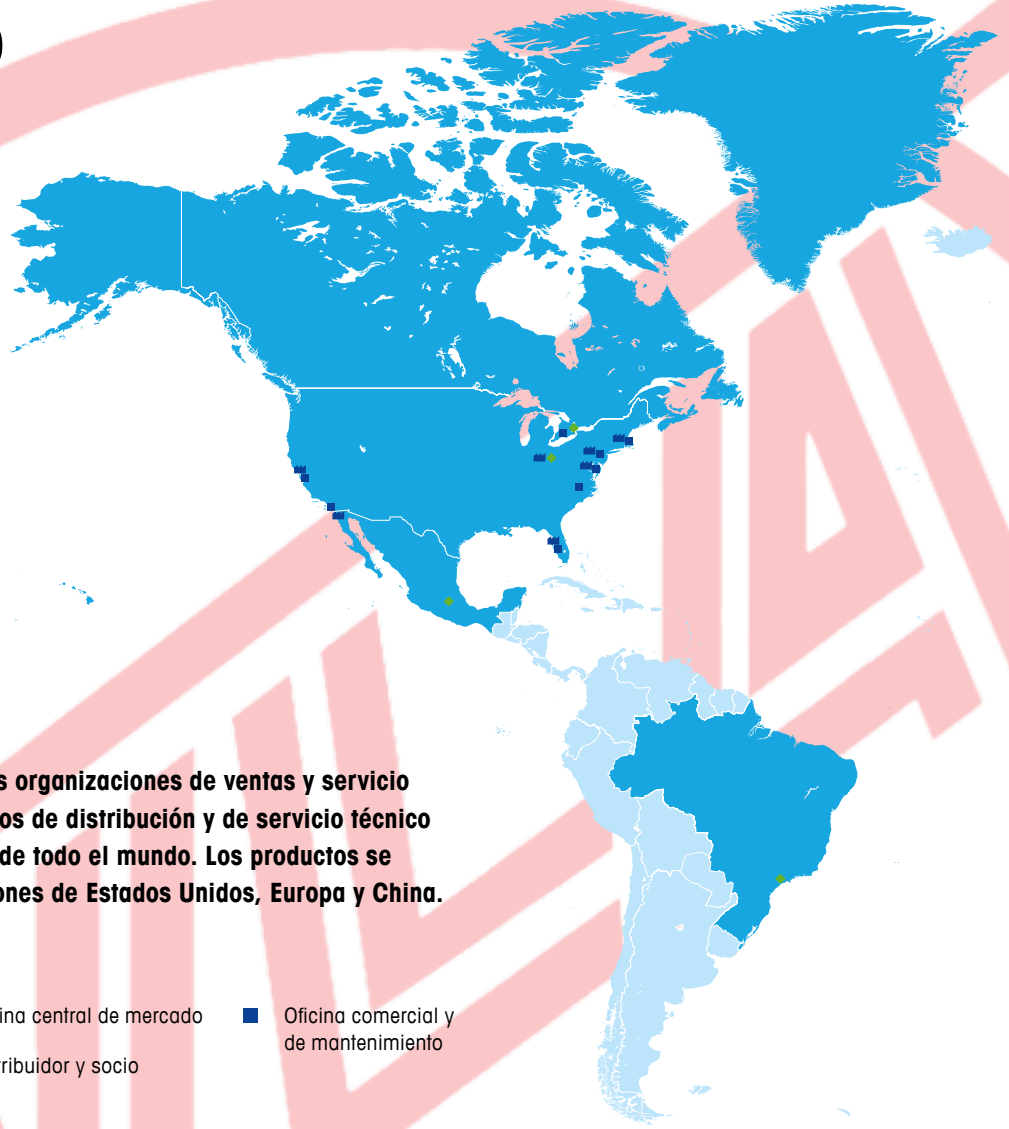 )
s organizaciones de ventas y servicio
os de distribución y de servicio técnico
de todo el mundo. Los productos se
ones de Estados Unidos, Europa y China.
ina central de mercado
tribuidor y socio
Oficina comercial y
de mantenimiento